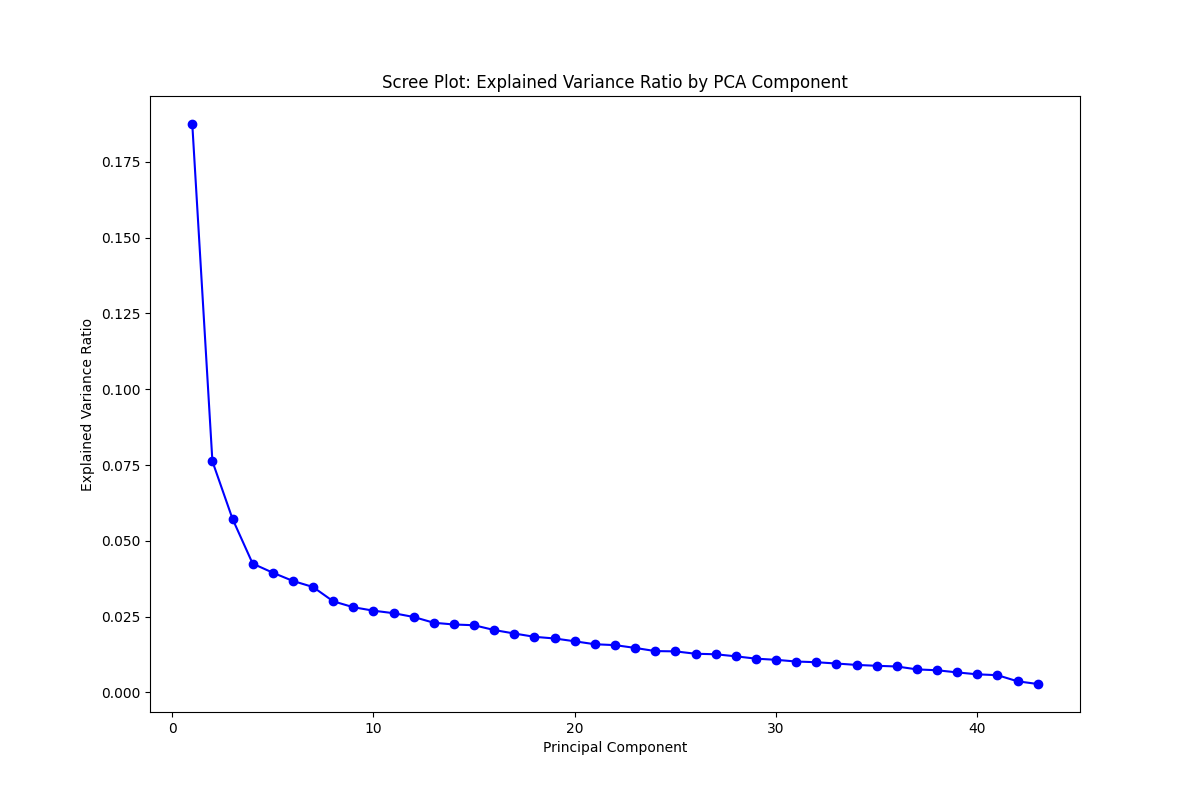 Scree Plot: Explained Variance Ratio by PCA Component
Explained Variance Ratio
0.175
0.150
0.125
0.100
0.075
0.050
0.025
0.000
0 10 20 30 40
Principal Component